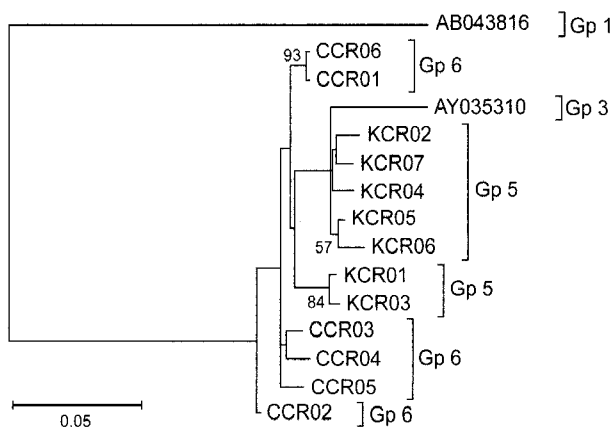 AB043816 Gp 1
93 CCR06
CCR01 Gp 6
AY035310 Gp 3
KCR02
KCR07
KCR04 Gp 5
KCR05
57 KCR06
KCR01
84 KCR03 Gp 5
CCR03
CCR04 Gp 6
CCR05
CCR02 Gp 6
0.05